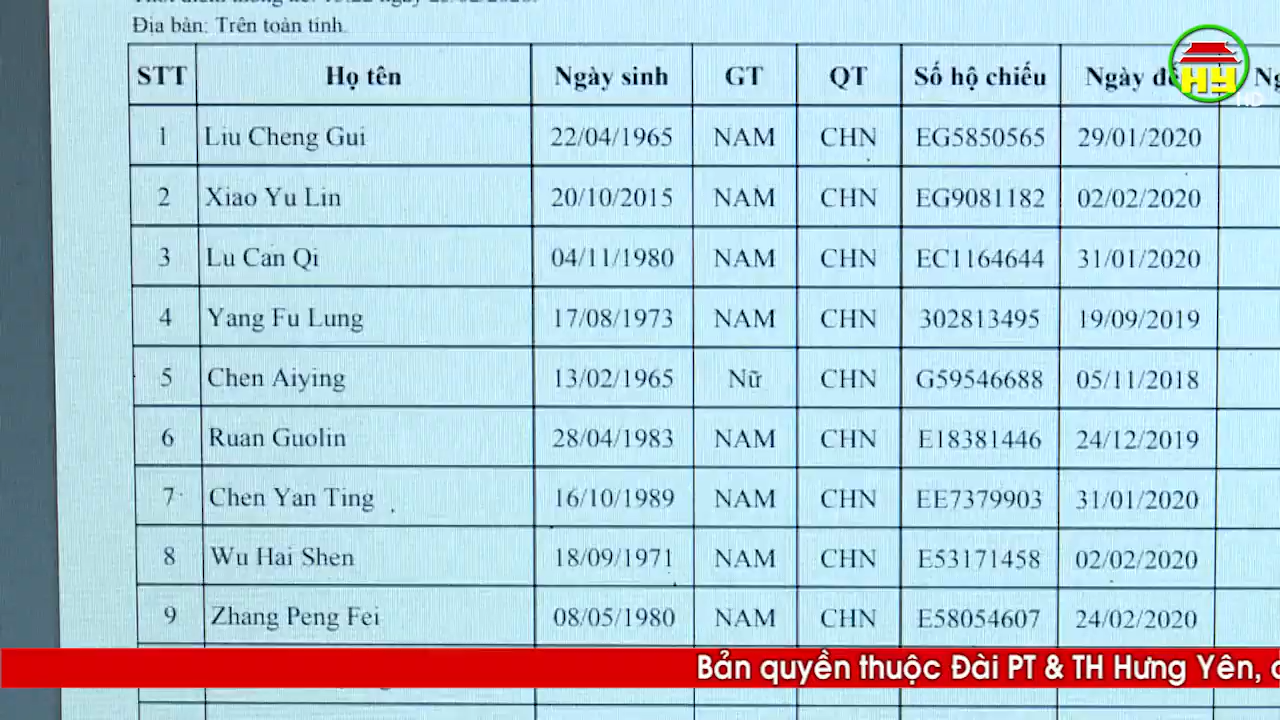 Địa bàn: Trên toàn tỉnh.
STT Họ tên Ngày sinh GT QT Số hộ chiếu Ngày
1 Liu Cheng Gui 22/04/1965 NAM CHN EG5850565 29/01/2020
2 Xiao Yu Lin 20/10/2015 NAM CHN EG9081182 02/02/2020
3 Lu Can Qi 04/11/1980 NAM CHN EC1164644 31/01/2020
4 Yang Fu Lung 17/08/1973 NAM CHN 302813495 19/09/2019
5 Chen Aiying 13/02/1965 Nữ CHN G59546688 05/11/2018
6 Ruan Guolin 28/04/1983 NAM CHN E18381446 24/12/2019
7 Chen Yan Ting 16/10/1989 NAM CHN EE7379903 31/01/2020
8 Wu Hai Shen 18/09/1971 NAM CHN E53171458 02/02/2020
9 Zhang Peng Fei 08/05/1980 NAM CHN E58054607 24/02/2020
HY
HD
Bản quyền thuộc Đài PT & TH Hưng Yên,